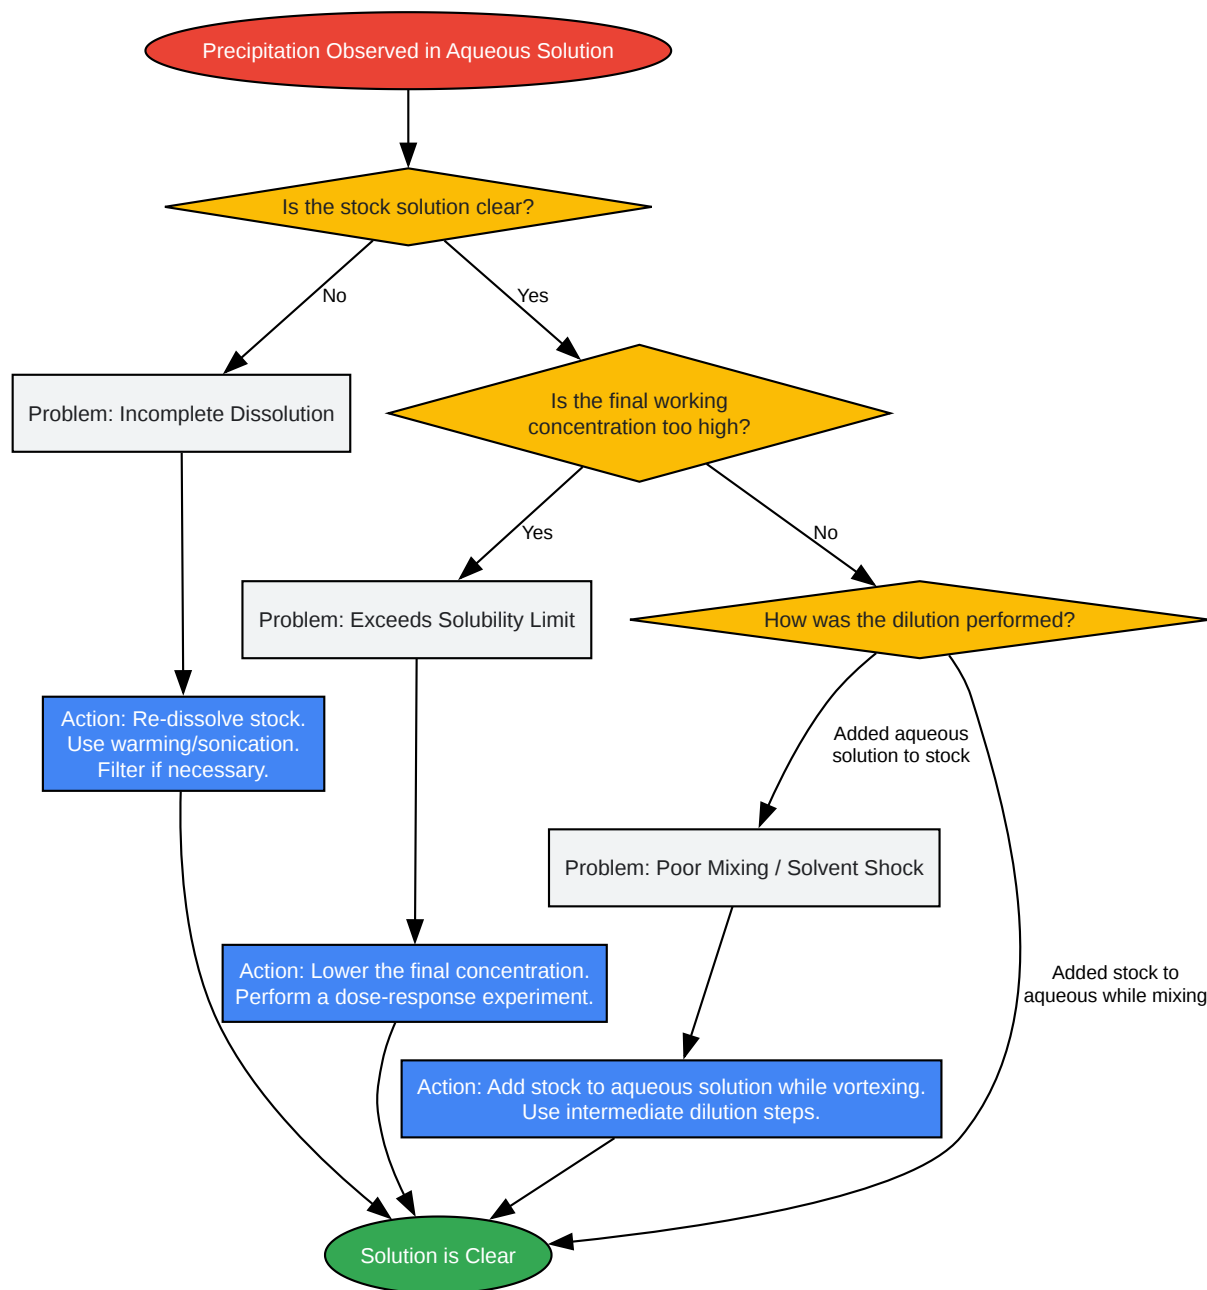 Precipitation Observed in Aqueous Solution
Is the stock solution clear?
No
Yes
Problem: Incomplete Dissolution
Is the final working
concentration too high?
Yes
No
Problem: Exceeds Solubility Limit
How was the dilution performed?
Action: Re-dissolve stock.
Use warming/sonication.
Filter if necessary.
Added aqueous
solution to stock
Problem: Poor Mixing / Solvent Shock
Action: Lower the final concentration.
Perform a dose-response experiment.
Added stock to
aqueous while mixing
Action: Add stock to aqueous solution while vortexing.
Use intermediate dilution steps.
Solution is Clear